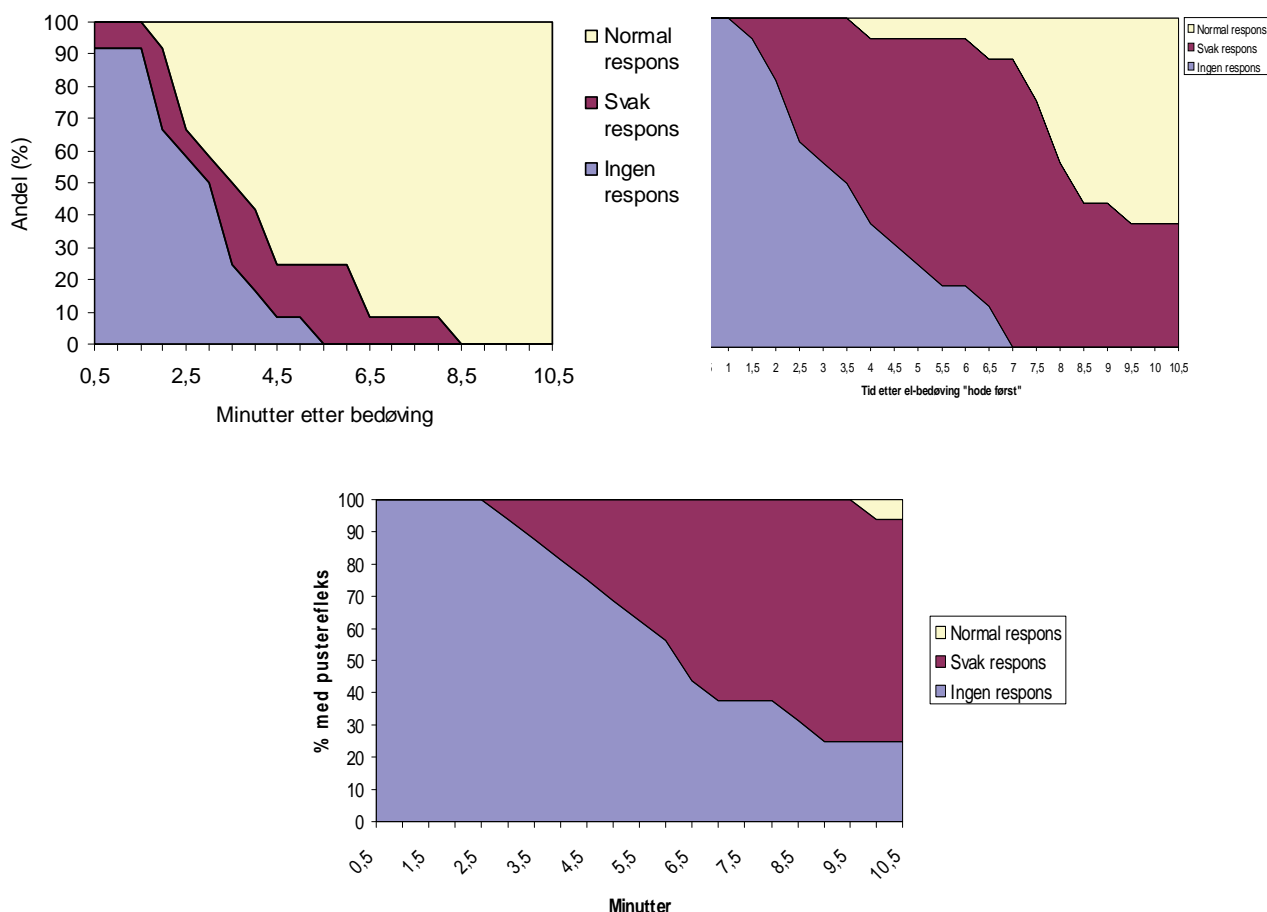 100
90
80
70
60
50
40
30
20
10
0
Andel (%)
0,5 2,5 4,5 6,5 8,5 10,5
Minutter etter bedøving
Normal
respons
Svak
respons
Ingen
respons
1 1,5 2 2,5 3 3,5 4 4,5 5 5,5 6 6,5 7 7,5 8 8,5 9 9,5 10 10,5
Tid etter el-bedøving "hode først"
Normal respons
Svak respons
Ingen respons
100
90
80
70
60
50
40
30
20
10
0
% med pusterefleks
0,5 1,5 2,5 3,5 4,5 5,5 6,5 7,5 8,5 9,5 10,5
Minutter
Normal respons
Svak respons
Ingen respons